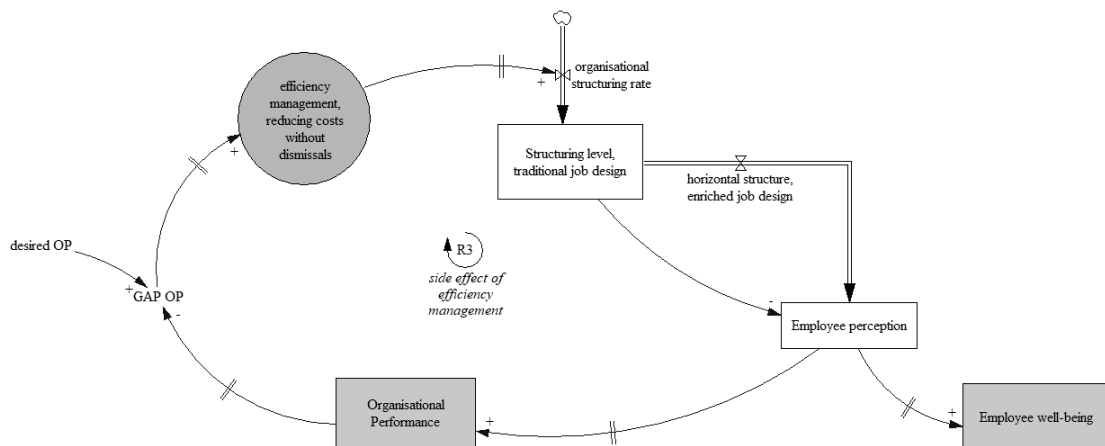 efficiency
management,
reducing costs
without
dismissals
+
organisational
structuring rate
+
Structuring level,
traditional job design
horizontal structure,
enriched job design
desired OP
R3
side effect of
efficiency
management
+
GAP OP
-
-
Employee perception
Organisational
Performance
+
+
Employee well-being